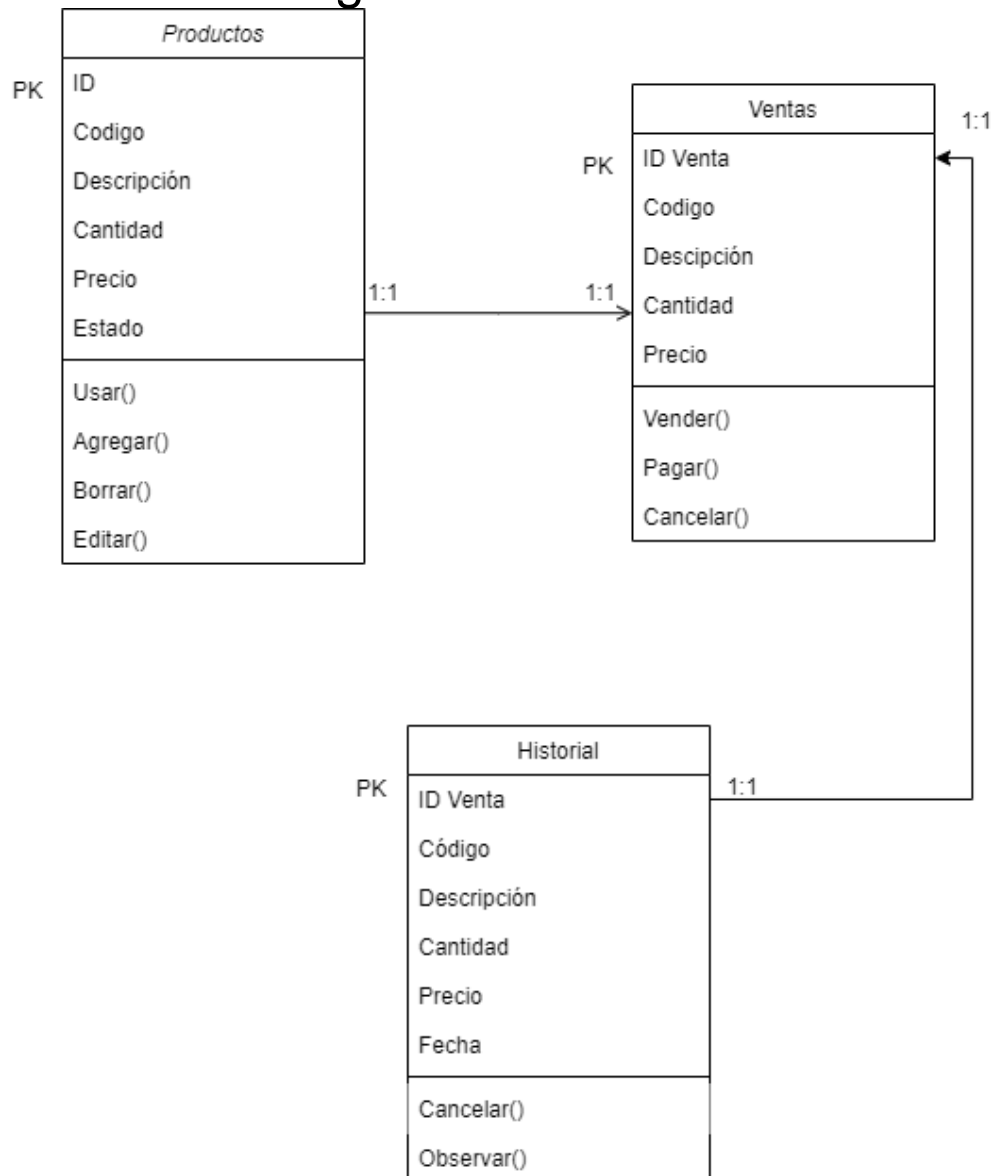 g
Productos
PK
ID
Codigo
Descripción
Cantidad
Precio
Estado
Usar()
Agregar()
Borrar()
Editar()
1:1
1:1
Ventas
1:1
PK
ID Venta
Codigo
Descipción
Cantidad
Precio
Vender()
Pagar()
Cancelar()
Historial
PK
1:1
ID Venta
Código
Descripción
Cantidad
Precio
Fecha
Cancelar()
Observar()